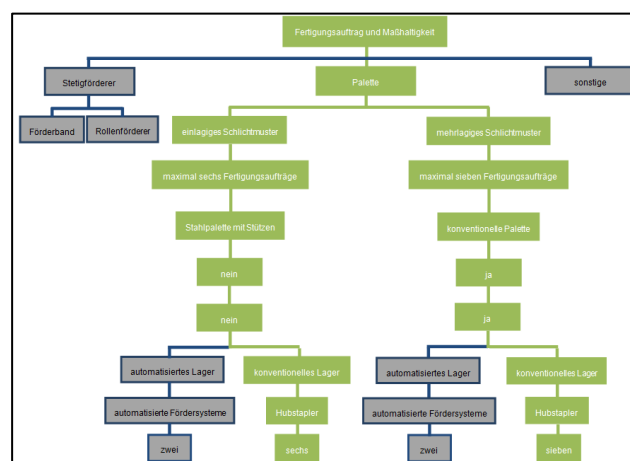 Fertigungsauftrag und Maßhaltigkeit
Stetigförderer
Palette
sonstige
Förderband
Rollenförderer
einlagiges Schlichtmuster
mehrlagiges Schlichtmuster
maximal sechs Fertigungsaufträge
maximal sieben Fertigungsaufträge
Stahlpalette mit Stützen
konventionelle Palette
nein
ja
nein
ja
automatisiertes Lager
konventionelles Lager
automatisiertes Lager
konventionelles Lager
automatisierte Fördersysteme
Hubstapler
automatisierte Fördersysteme
Hubstapler
zwei
sechs
zwei
sieben